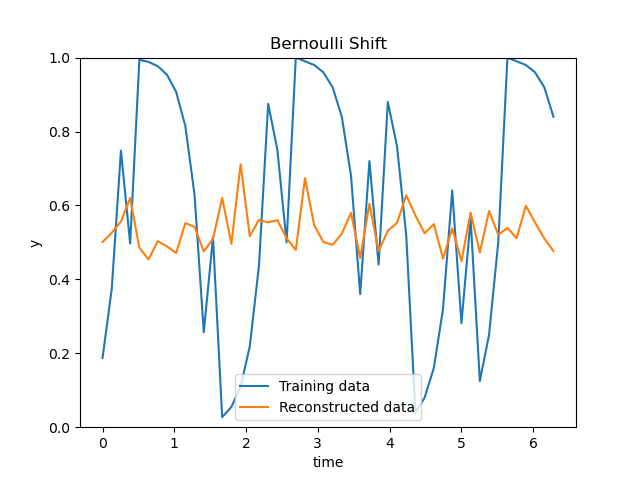 Bernoulli Shift
1.0
0.8
0.6
0.4
0.2
0.0
y
0 1 2 3 4 5 6
time
Training data
Reconstructed data